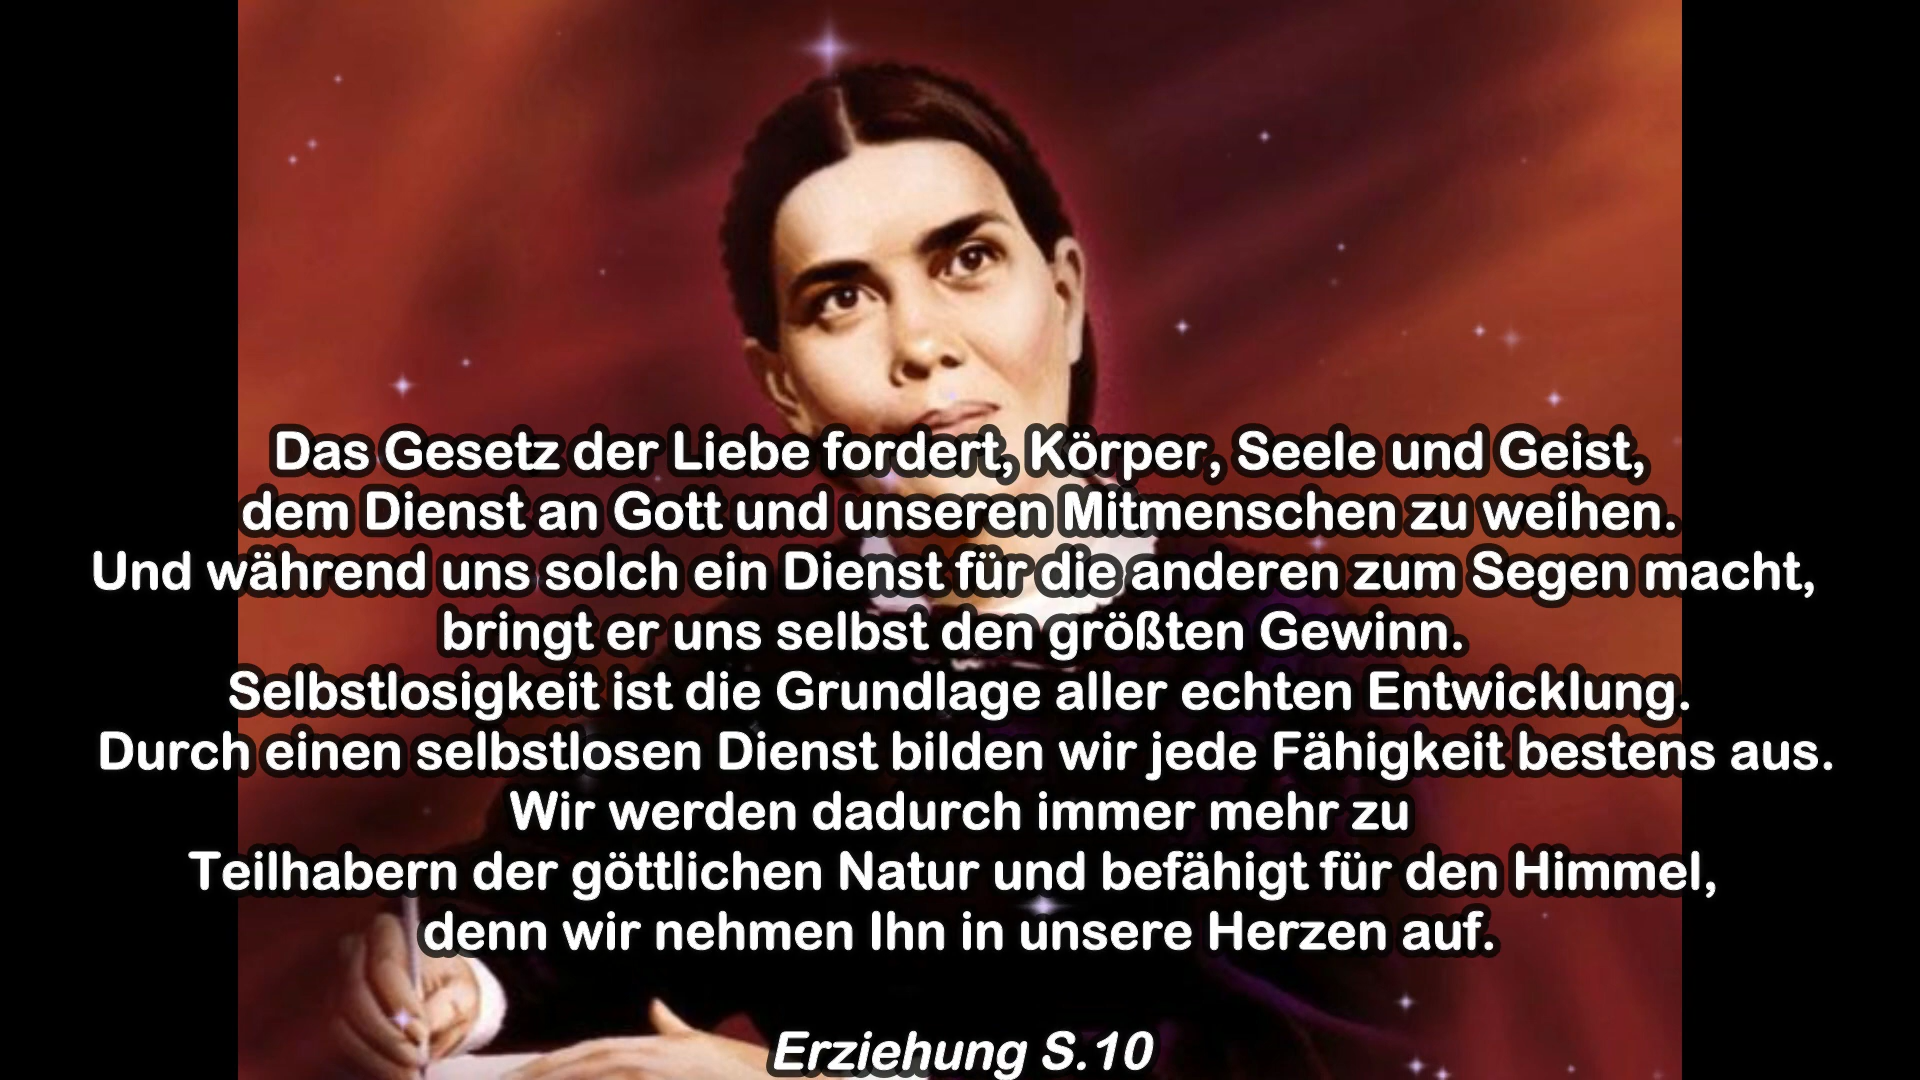 Das Gesetz der Liebe fordert, Körper, Seele und Geist,
dem Dienst an Gott und unseren Mitmenschen zu weihen.
Und während uns solch ein Dienst für die anderen zum Segen macht,
bringt er uns selbst den größten Gewinn.
Selbstlosigkeit ist die Grundlage aller echten Entwicklung.
Durch einen selbstlosen Dienst bilden wir jede Fähigkeit bestens aus.
Wir werden dadurch immer mehr zu
Teilhabern der göttlichen Natur und befähigt für den Himmel,
denn wir nehmen Ihn in unsere Herzen auf.
Erziehung S.10